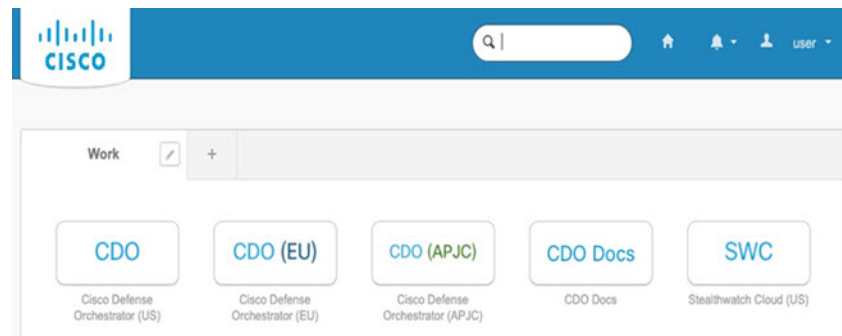 CISCO
user
Work
+
CDO
CDO (EU)
CDO (APJC)
CDO Docs
SWC
Cisco Defense
Orchestrator (US)
Cisco Defense
Orchestrator (EU)
Cisco Defense
Orchestrator (APJC)
CDO Docs
Stealthwatch Cloud (US)